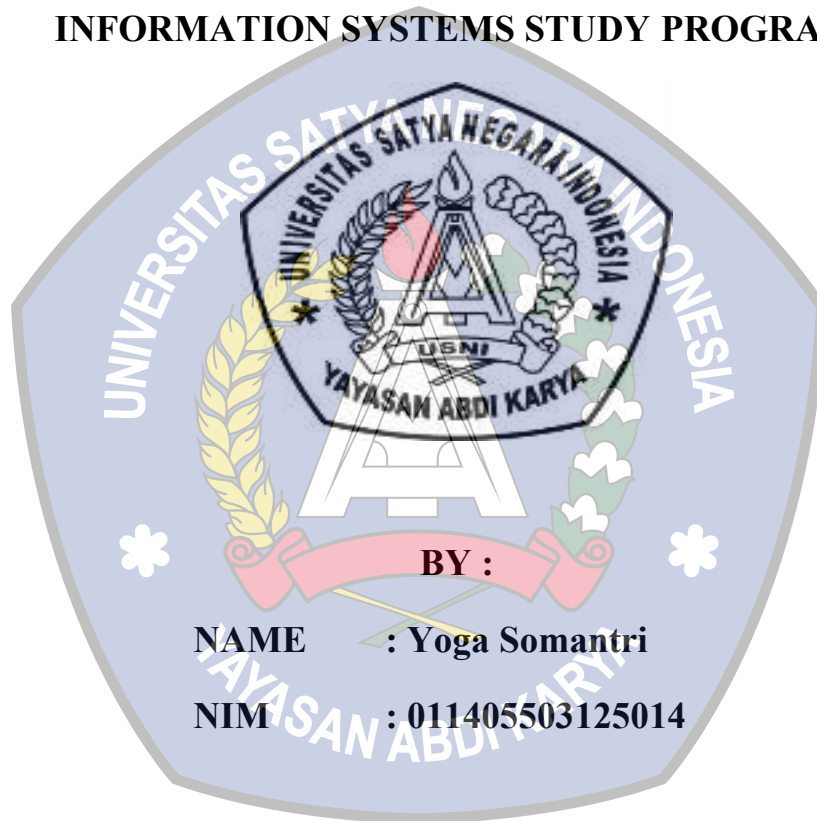 INFORMATION SYSTEMS STUDY PROGRA
UNIVERSITAS SATYA NEGARA INDONESIA
UNIVERSITAS SATYA NEGARA INDONESIA
USNI
YAYASAN ABDI KARYA
BY :
NAME : Yoga Somantri
NIM : 011405503125014
YAYASAN ABDI KARYA